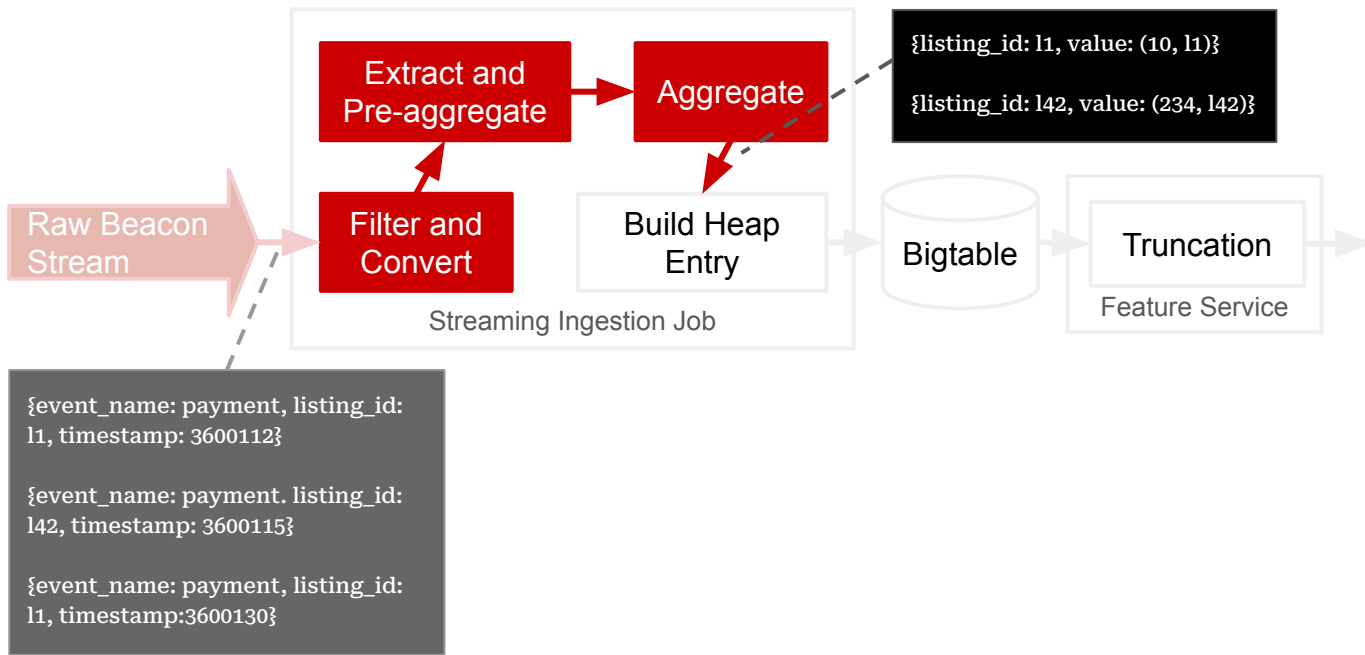 {listing_id: l1, value: (10, l1)}
{listing_id: l42, value: (234, l42)}
Extract and
Pre-aggregate
Aggregate
Raw Beacon
Stream
Filter and
Convert
Build Heap
Entry
Bigtable
Truncation
Streaming Ingestion Job
Feature Service
{event_name: payment, listing_id:
l1, timestamp: 3600112}
{event_name: payment. listing_id:
l42, timestamp: 3600115}
{event_name: payment, listing_id:
l1, timestamp:3600130}